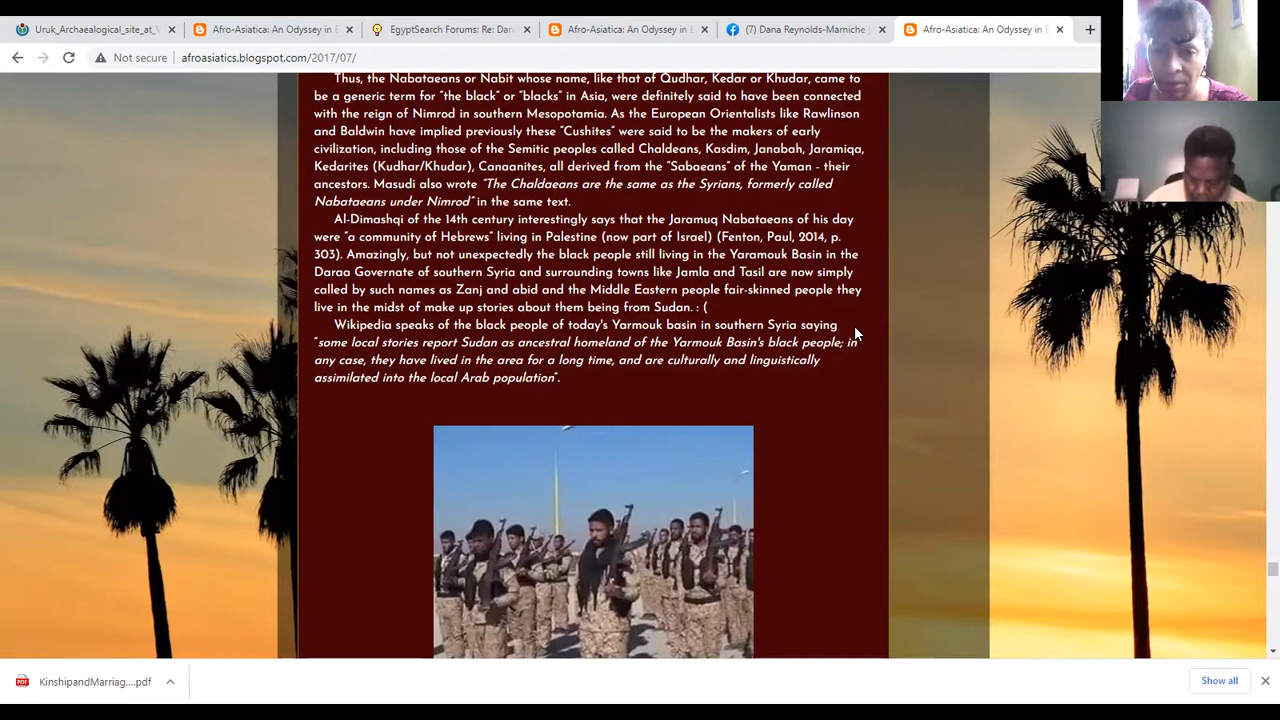 Uruk_Archaealogical_site_at_
Afro-Asiatica: An Odyssey in E
EgyptSearch Forums: Re: Dan
Afro-Asiatica: An Odyssey in E
(7) Dana Reynolds-Marniche |
Afro-Asiatica: An Odyssey in E
Not secure
afroasiatics.blogspot.com/2017/07/
Thus, the Nabataeans or Nabit whose name, like that of Qudhar, Kedar or Khudar, came to
be a generic term for "the black" or "blacks" in Asia, were definitely said to have been connected
with the reign of Nimrod in southern Mesopotamia. As the European Orientalists like Rawlinson
and Baldwin have implied previously these "Cushites" were said to be the makers of early
civilization, including those of the Semitic peoples called Chaldeans, Kasdim, Janabah, Jaramiqa,
Kedarites (Kudhar/Khudar), Canaanites, all derived from the "Sabaeans" of the Yaman - their
ancestors. Masudi also wrote "The Chaldaeans are the same as the Syrians, formerly called
Nabataeans under Nimrod" in the same text.
Al-Dimashqi of the 14th century interestingly says that the Jaramuq Nabataeans of his day
were "a community of Hebrews" living in Palestine (now part of Israel) (Fenton, Paul, 2014, p.
303). Amazingly, but not unexpectedly the black people still living in the Yaramouk Basin in the
Daraa Governate of southern Syria and surrounding towns like Jamla and Tasil are now simply
called by such names as Zanj and abid and the Middle Eastern people fair-skinned people they
live in the midst of make up stories about them being from Sudan. : (
Wikipedia speaks of the black people of today's Yarmouk basin in southern Syria saying
"some local stories report Sudan as ancestral homeland of the Yarmouk Basin's black people; in
any case, they have lived in the area for a long time, and are culturally and linguistically
assimilated into the local Arab population".
KinshipandMarriag....pdf
Show all